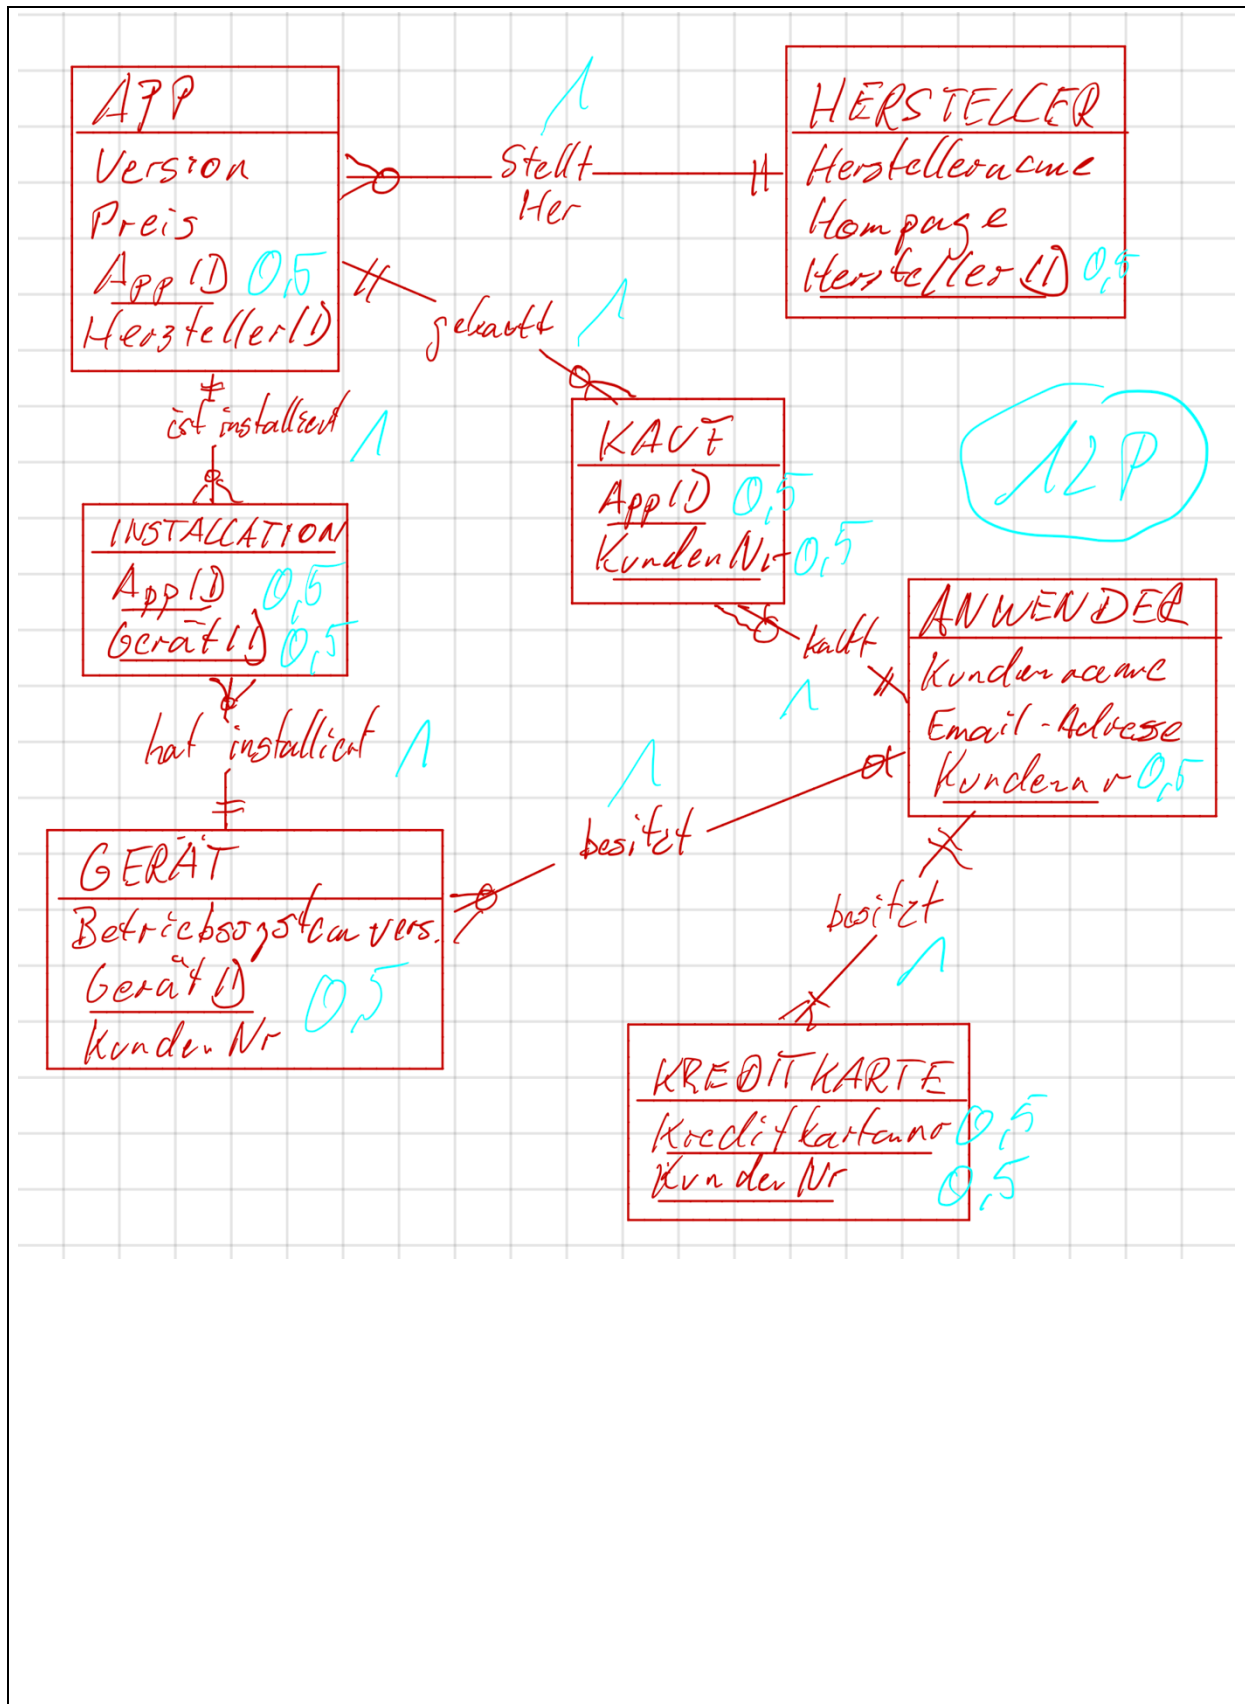 APP
Version
Preis
App ID 0,5
Hersteller ID
1
Stellt
Her
HERSTELLER
Herstellername
Hompage
Hersteller ID 0,5
gekauft 1
ist installiert 1
KAUF
App ID 0,5
Kunden Nr 0,5
12P
INSTALLATION
App ID 0,5
Gerät ID 0,5
kauft
1
ANWENDER
Kundenname
Email-Adresse
Kundennr 0,5
hat installiert 1
1
besitzt
GERÄT
Betriebssystem vers.
Gerät ID 0,5
Kunden Nr
besitzt
1
KREDITKARTE
Kreditkartennr 0,5
Kunden Nr 0,5